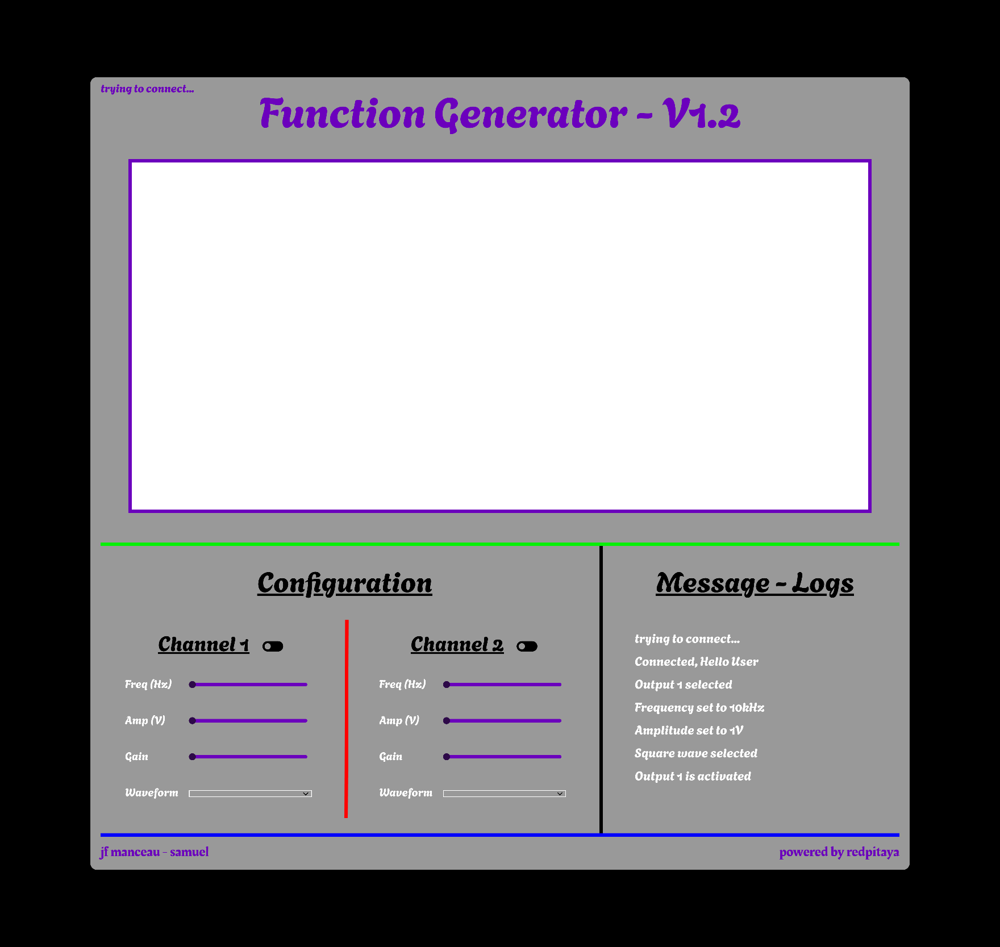 trying to connect...
Function Generator - V1.2
Configuration
Channel 1
Freq (Hz)
Amp (V)
Gain
Waveform
Channel 2
Freq (Hz)
Amp (V)
Gain
Waveform
Message - Logs
trying to connect...
Connected, Hello User
Output 1 selected
Frequency set to 10kHz
Amplitude set to 1V
Square wave selected
Output 1 is activated
jf manceau - samuel
powered by redpitaya